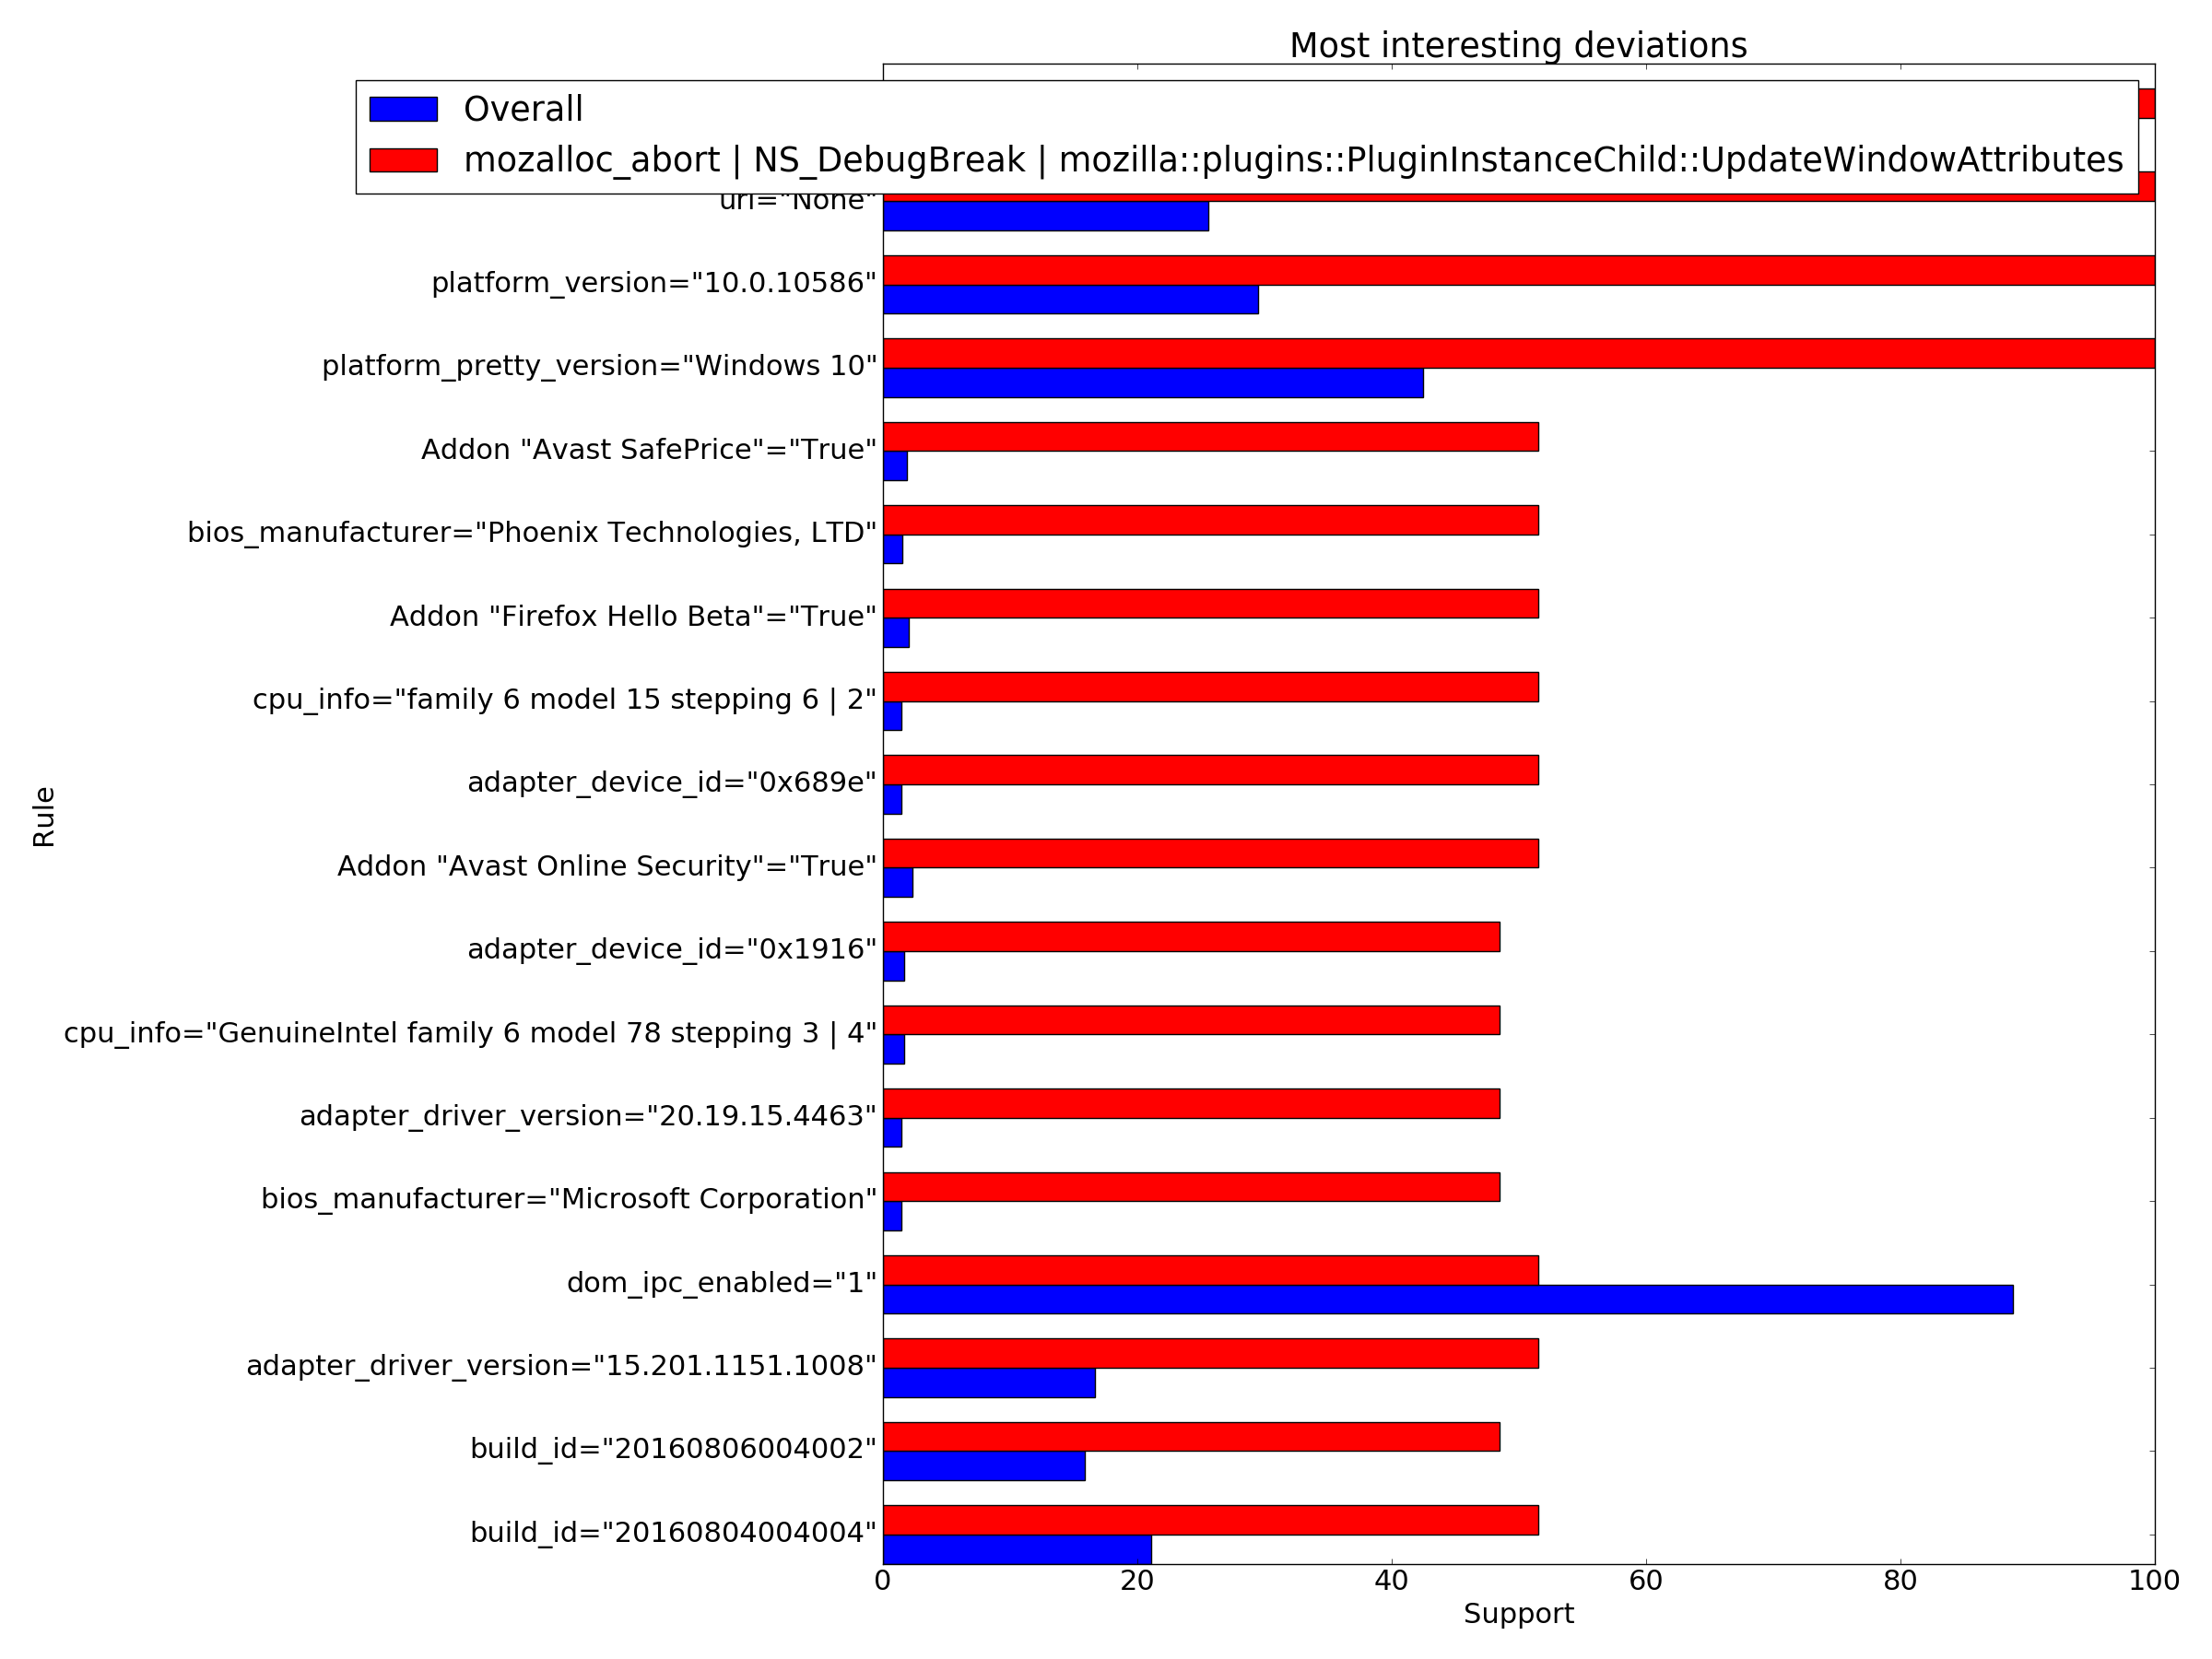 Most interesting deviations
Overall
mozalloc_abort | NS_DebugBreak | mozilla::plugins::PluginInstanceChild::UpdateWindowAttributes
url="None"
platform_version="10.0.10586"
platform_pretty_version="Windows 10"
Addon "Avast SafePrice"="True"
bios_manufacturer="Phoenix Technologies, LTD"
Addon "Firefox Hello Beta"="True"
cpu_info="family 6 model 15 stepping 6 | 2"
adapter_device_id="0x689e"
Rule
Addon "Avast Online Security"="True"
adapter_device_id="0x1916"
cpu_info="GenuineIntel family 6 model 78 stepping 3 | 4"
adapter_driver_version="20.19.15.4463"
bios_manufacturer="Microsoft Corporation"
dom_ipc_enabled="1"
adapter_driver_version="15.201.1151.1008"
build_id="20160806004002"
build_id="20160804004004"
0 20 40 60 80 100
Support